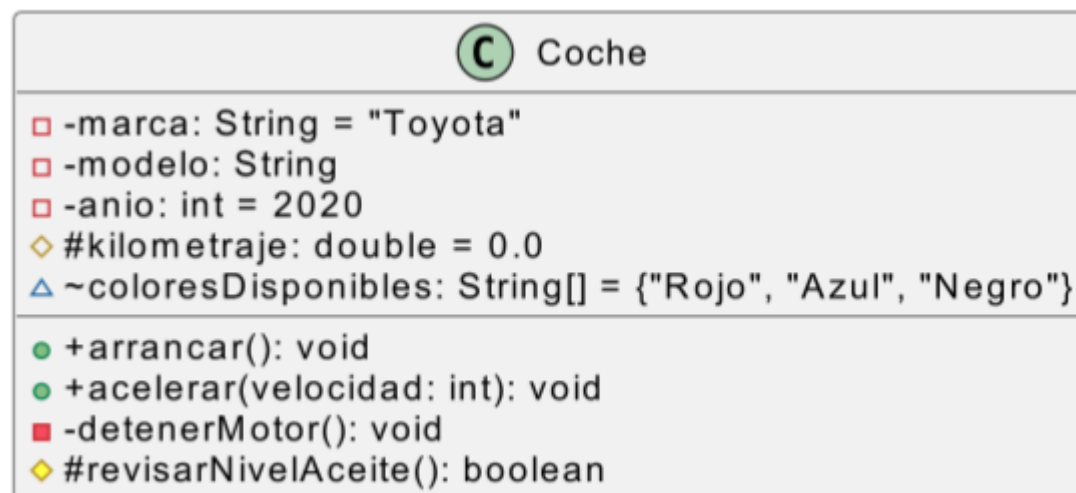 C Coche
-marca: String = "Toyota"
-modelo: String
-anio: int = 2020
#kilometraje: double = 0.0
~coloresDisponibles: String[] = {"Rojo", "Azul", "Negro"}
+arrancar(): void
+acelerar(velocidad: int): void
-detenerMotor(): void
#revisarNivelAceite(): boolean